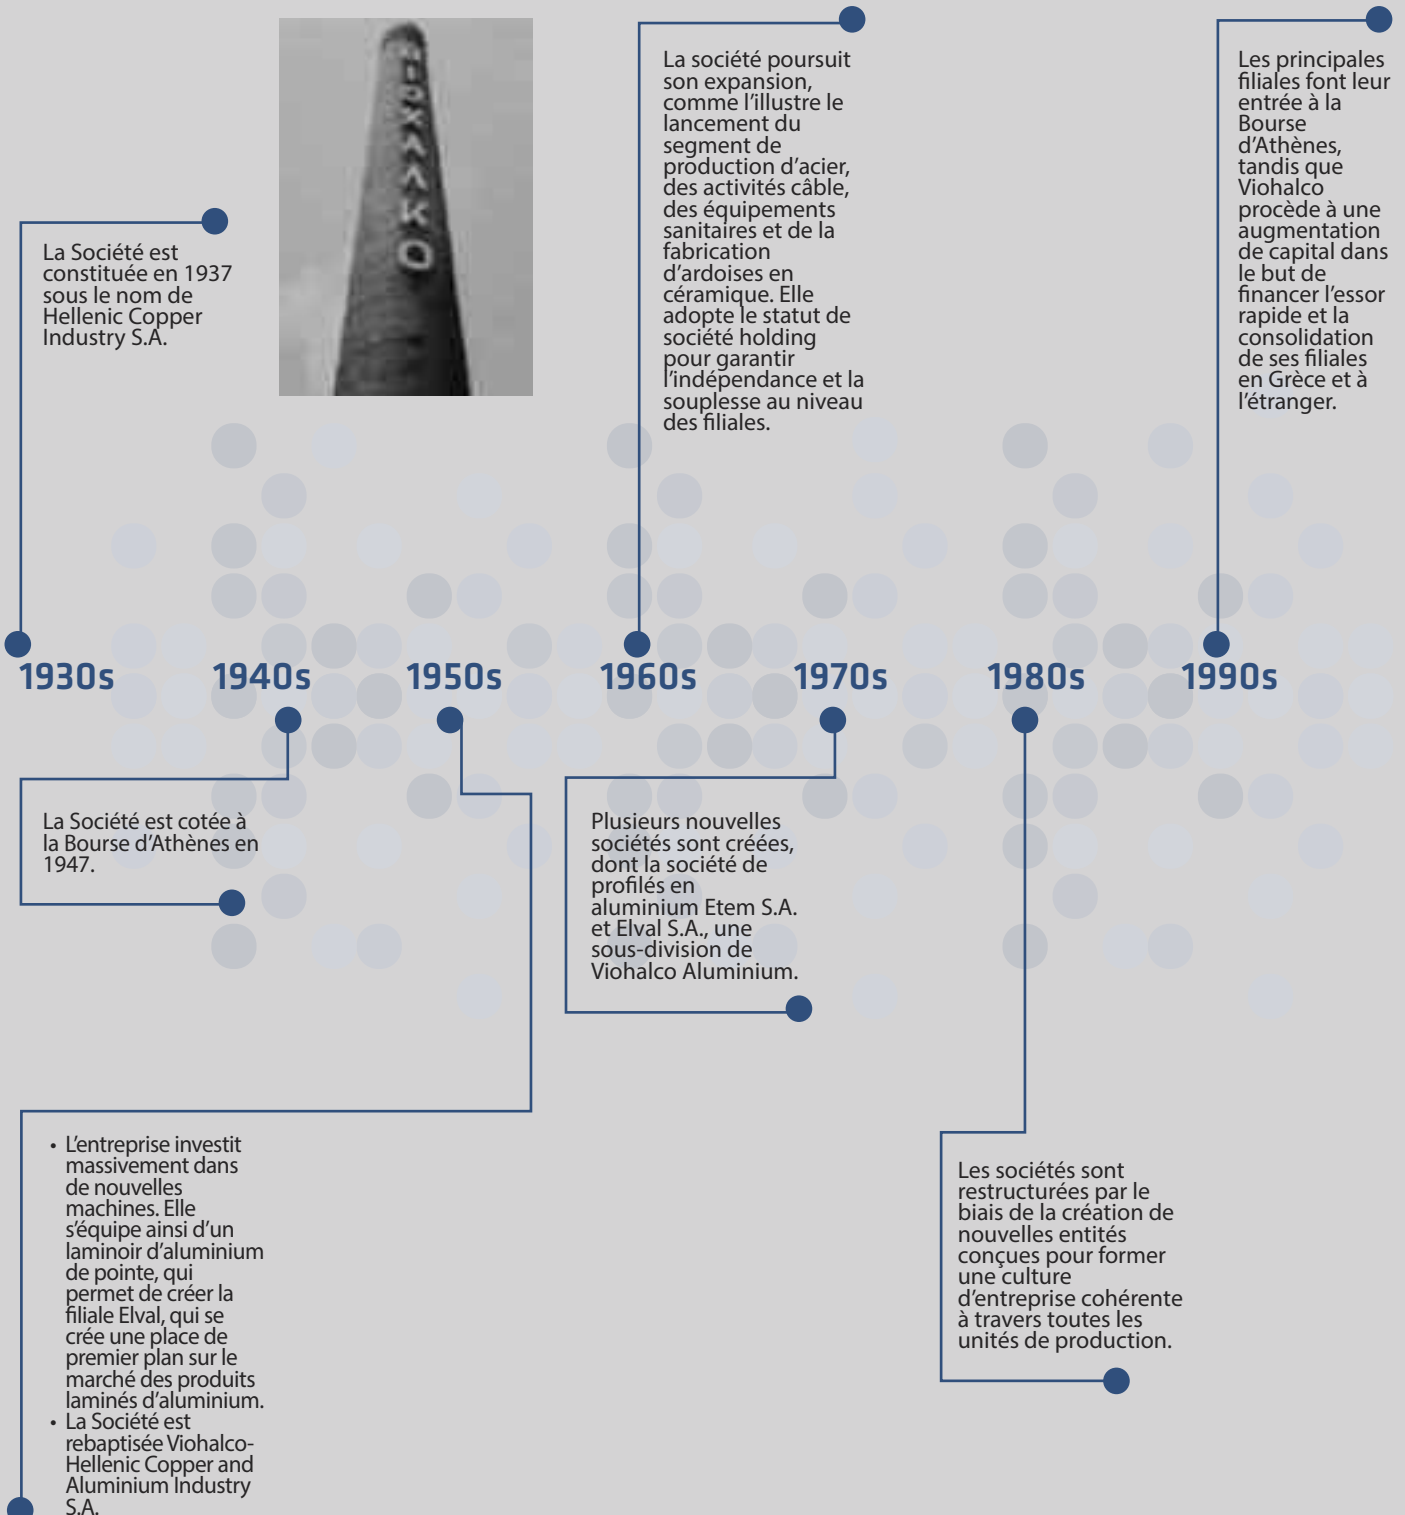 La Société est
constituée en 1937
sous le nom de
Hellenic Copper
Industry S.A.
La société poursuit
son expansion,
comme l’illustre le
lancement du
segment de
production d’acier,
des activités câble,
des équipements
sanitaires et de la
fabrication
d’ardoises en
céramique. Elle
adopte le statut de
société holding
pour garantir
l’indépendance et la
souplesse au niveau
des filiales.
Les principales
filiales font leur
entrée à la
Bourse
d’Athènes,
tandis que
Viohalco
procède à une
augmentation
de capital dans
le but de
financer l’essor
rapide et la
consolidation
de ses filiales
en Grèce et à
l’étranger.
1930s 1940s 1950s 1960s 1970s 1980s 1990s
La Société est cotée à
la Bourse d’Athènes en
1947.
Plusieurs nouvelles
sociétés sont créées,
dont la société de
profilés en
aluminium Etem S.A.
et Elval S.A., une
sous-division de
Viohalco Aluminium.
• L’entreprise investit
massivement dans
de nouvelles
machines. Elle
s’équipe ainsi d’un
laminoir d’aluminium
de pointe, qui
permet de créer la
filiale Elval, qui se
crée une place de
premier plan sur le
marché des produits
laminés d’aluminium.
• La Société est
rebaptisée Viohalco-
Hellenic Copper and
Aluminium Industry
S.A.
Les sociétés sont
restructurées par le
biais de la création de
nouvelles entités
conçues pour former
une culture
d’entreprise cohérente
à travers toutes les
unités de production.